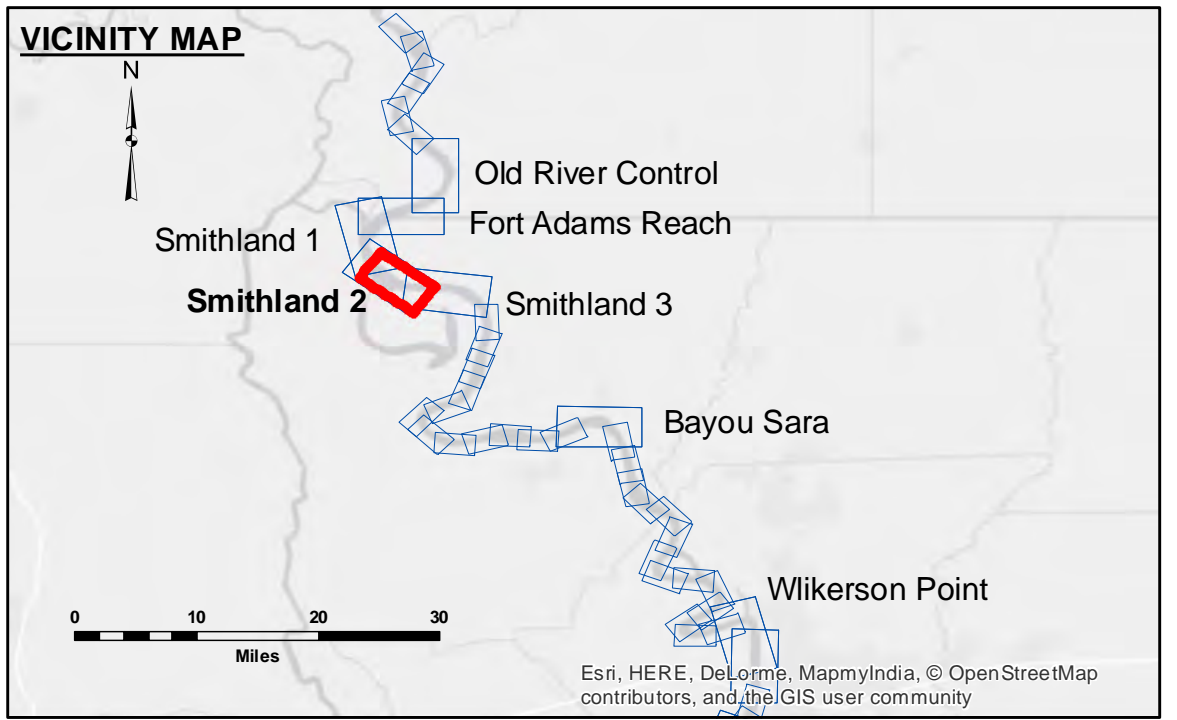 VICINITY MAP
N
Old River Control
Fort Adams Reach
Smithland 1
Smithland 2
Smithland 3
Bayou Sara
Wlikerson Point
0 10 20 30
Miles
Esri, HERE, DeLorme, MapmyIndia, © OpenStreetMap
contributors, and the GIS user community